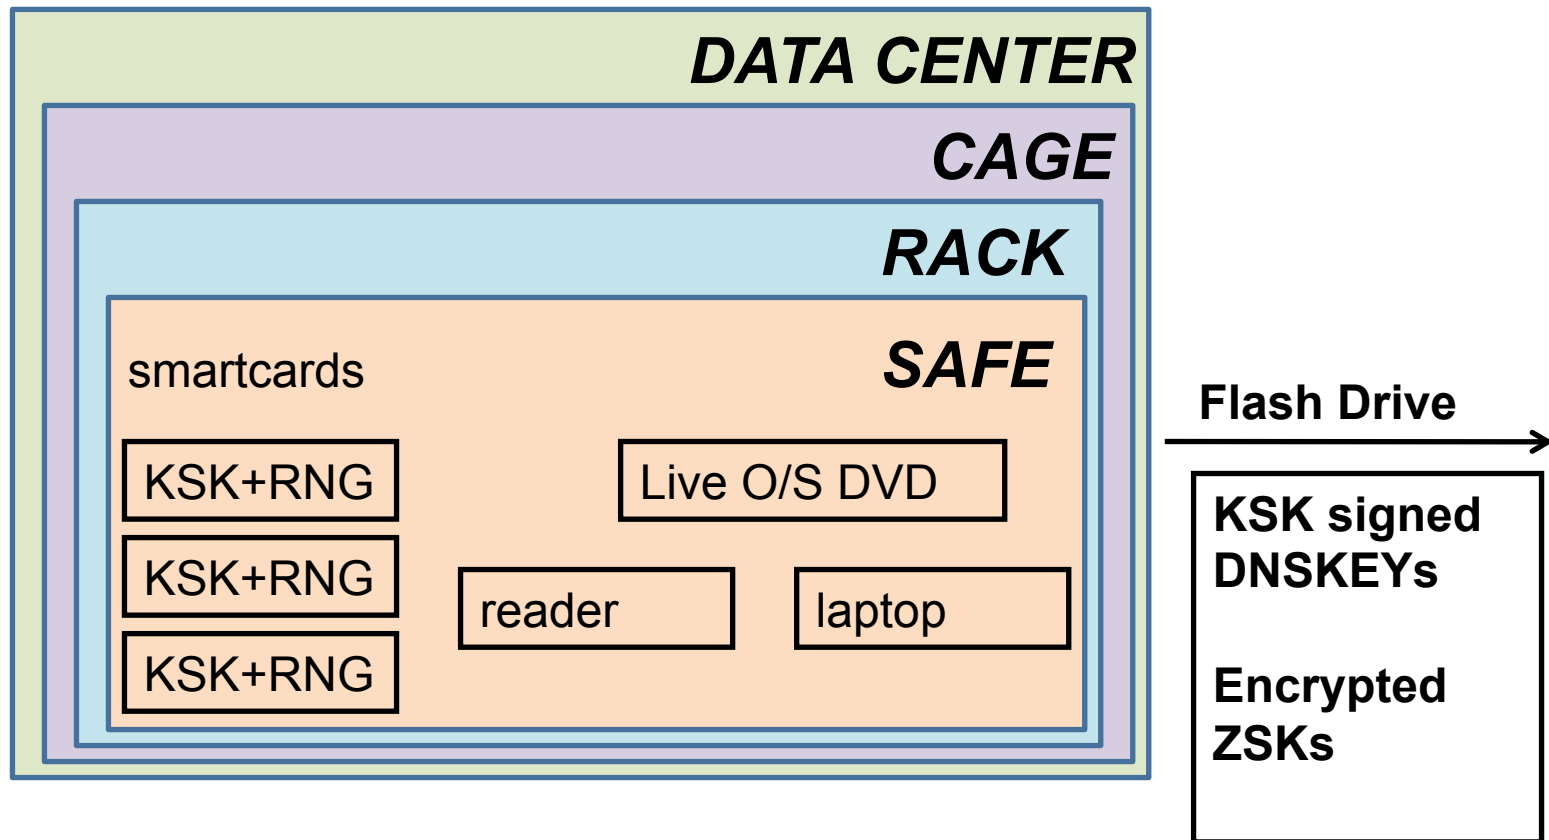 DATA CENTER
CAGE
RACK
SAFE
smartcards
KSK+RNG
KSK+RNG
KSK+RNG
Live O/S DVD
reader
laptop
Flash Drive
KSK signed
DNSKEYs
Encrypted
ZSKs